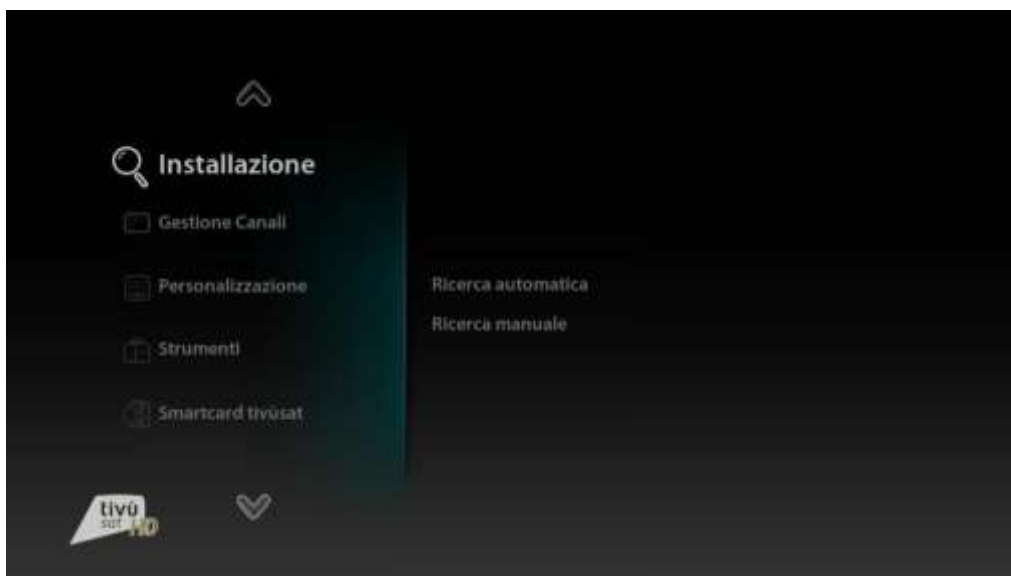 Installazione
Gestione Canali
Personalizzazione
Strumenti
Smartcard tivùsat
Ricerca automatica
Ricerca manuale
tivù
sat HD